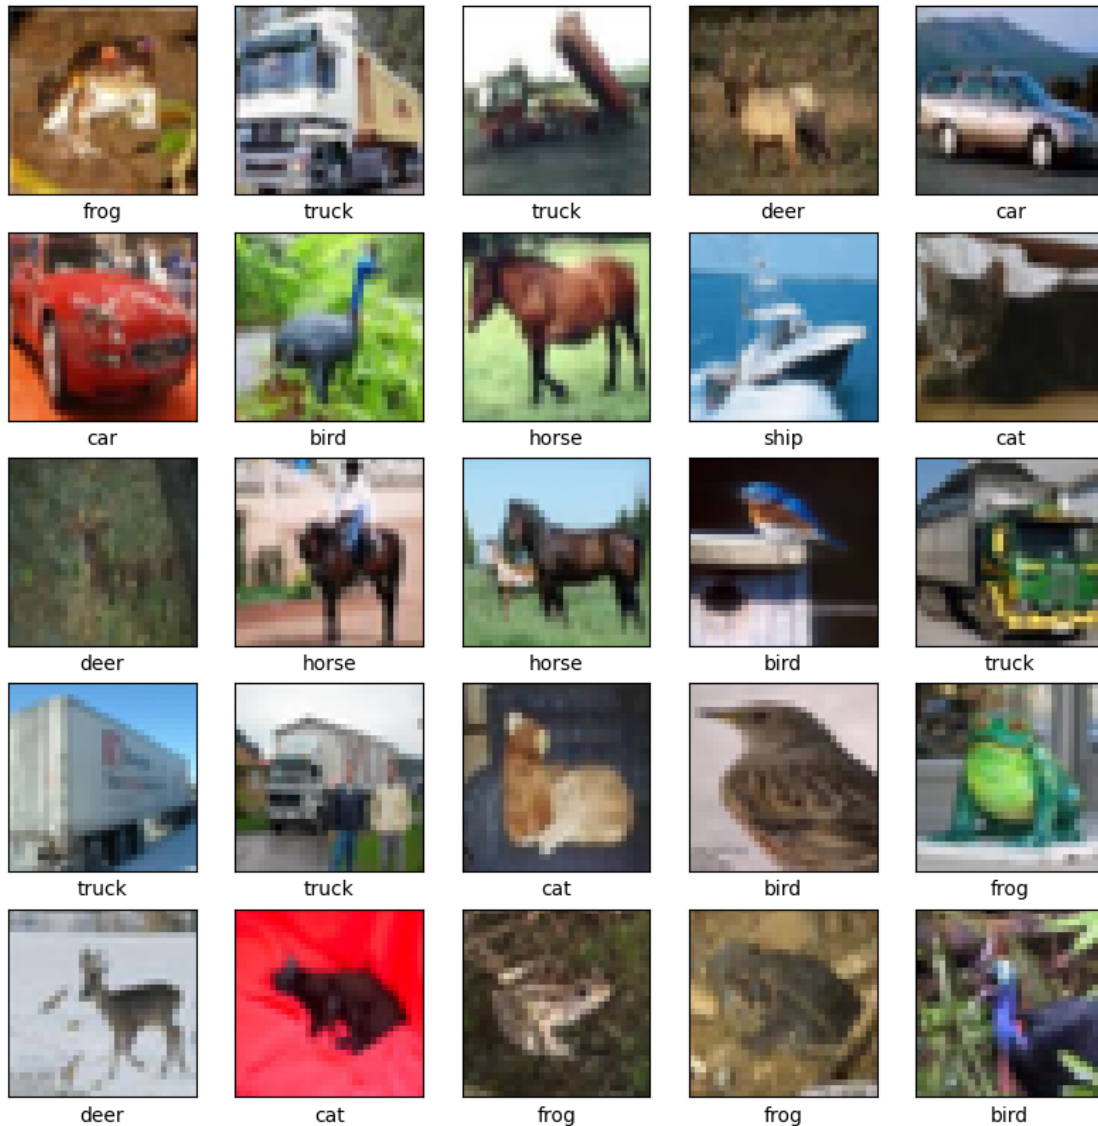 frog truck truck deer car
car bird horse ship cat
deer horse horse bird truck
truck truck cat bird frog
deer cat frog frog bird